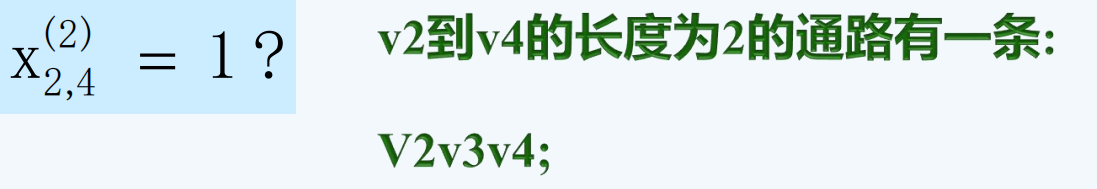 x_{2,4}^{(2)} = 1?
v2到v4的长度为2的通路有一条:
V2v3v4;